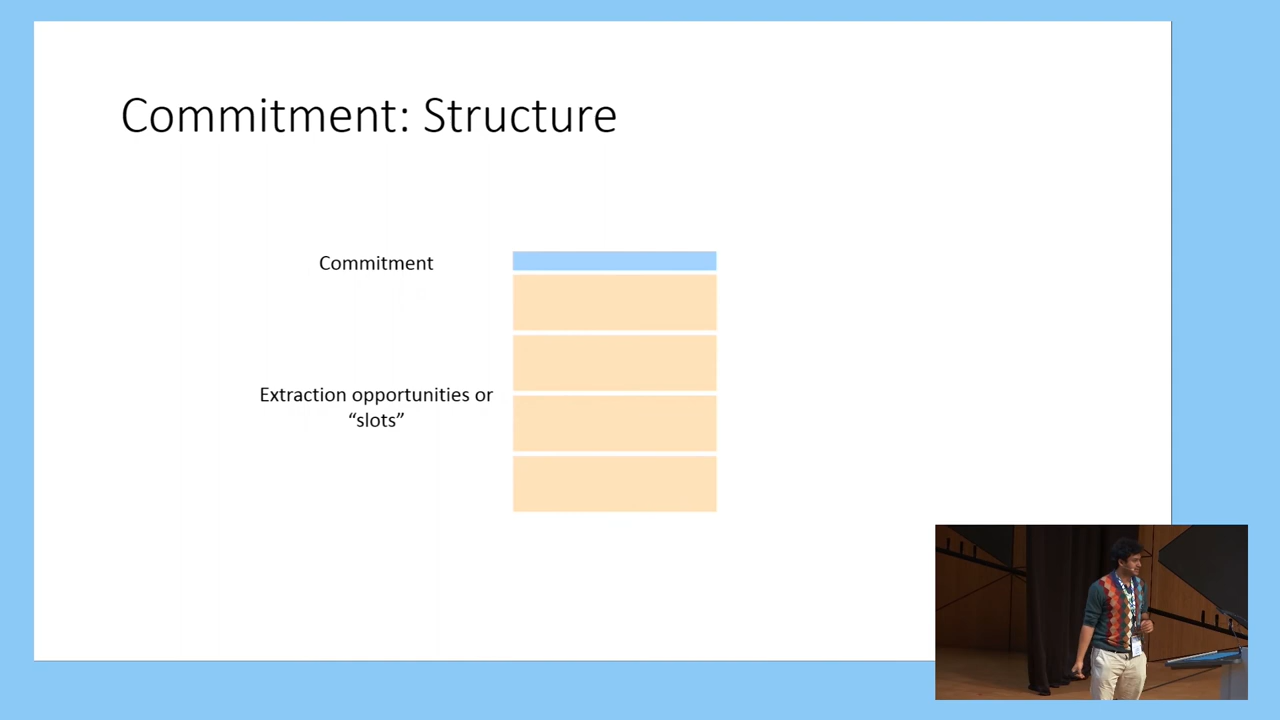 Commitment: Structure
Commitment
Extraction opportunities or
“slots”